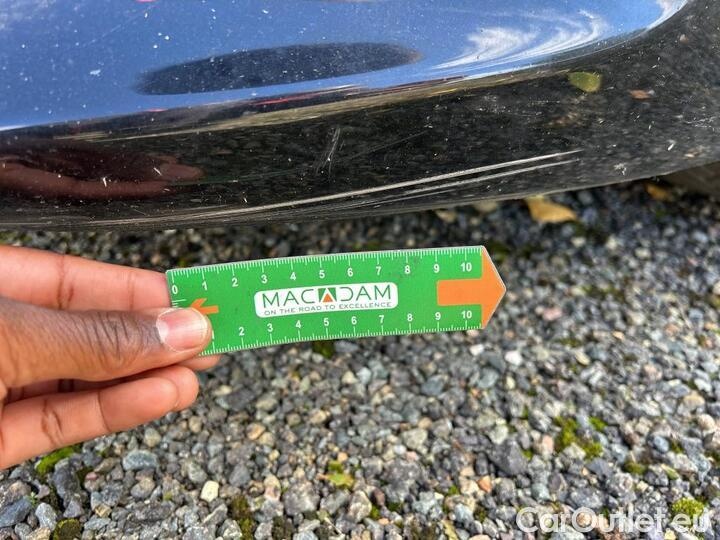 0 1 2 3 4 5 6 7 8 9 10
MACADAM
ON THE ROAD TO EXCELLENCE
2 3 4 5 6 7 8 9 10
CarOutlet.eu